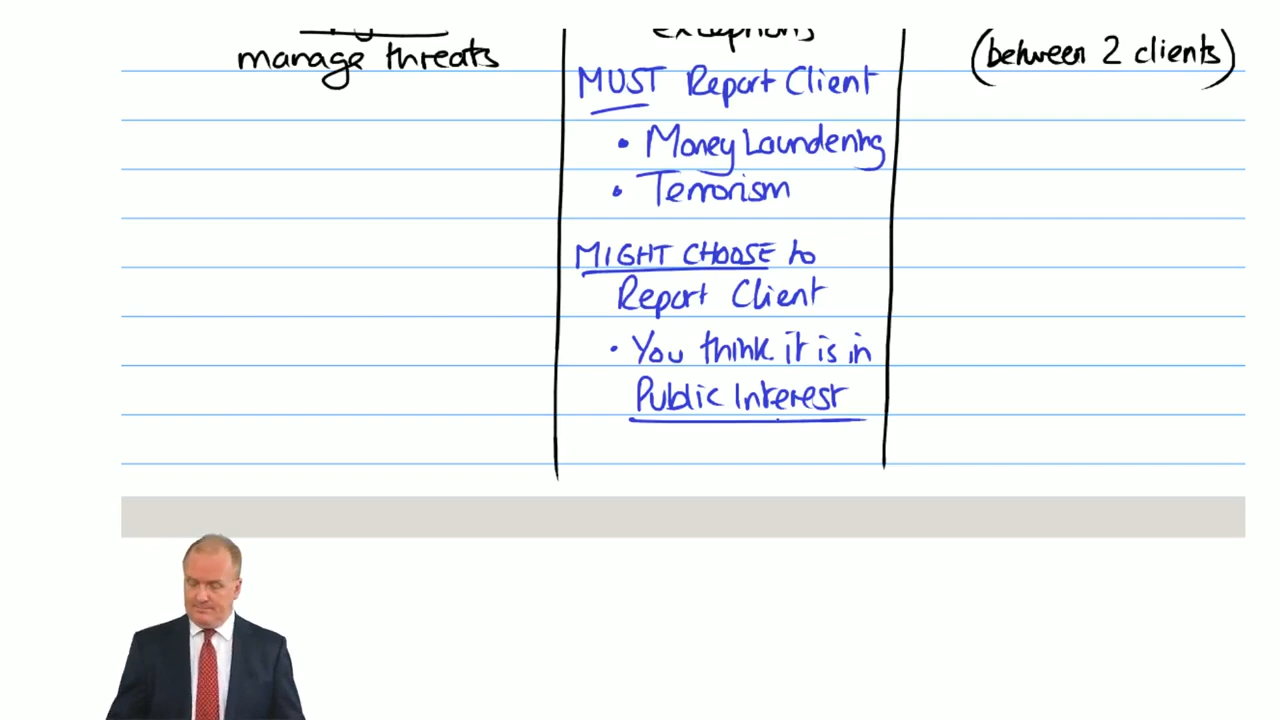 manage threats
exceptions
(between 2 clients)
MUST Report Client
• Money Laundering
• Terrorism
MIGHT CHOOSE to
Report Client
• You think it is in
Public Interest